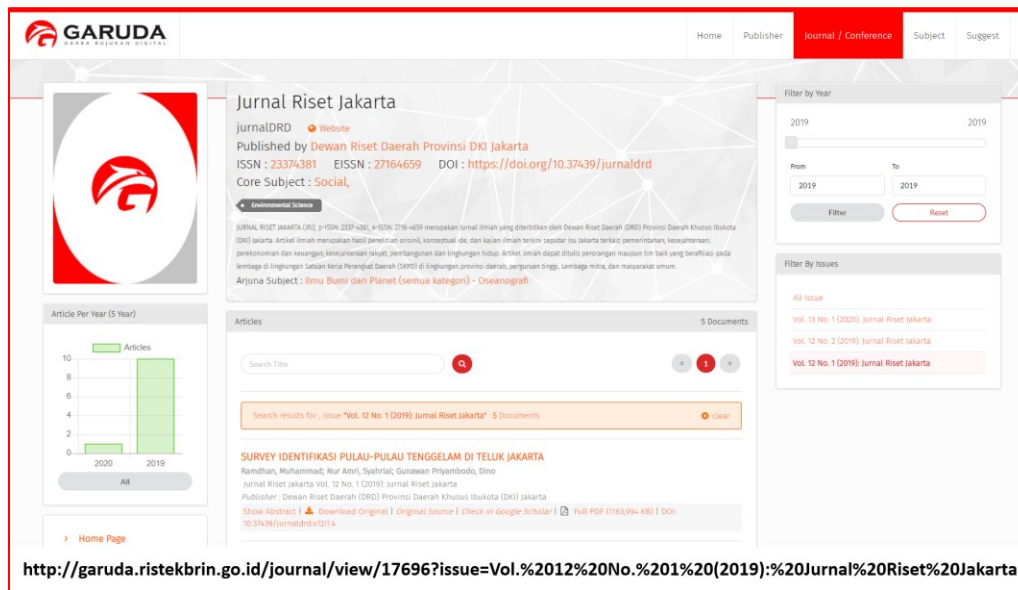 GARUDA
GARBA RUJUKAN DIGITAL
Home Publisher Journal / Conference Subject Suggest
Jurnal Riset Jakarta
jurnalDRD Website
Published by Dewan Riset Daerah Provinsi DKI Jakarta
ISSN : 23374381 EISSN : 27164659 DOI : https://doi.org/10.37439/jurnaldrd
Core Subject : Social,
Environmental Science
JURNAL RISET JAKARTA (JRJ), p-ISSN: 2337-4381, e-ISSN: 2716-4659 merupakan jurnal ilmiah yang diterbitkan oleh Dewan Riset Daerah (DRD) Provinsi Daerah Khusus Ibukota
(DKI) Jakarta. Artikel ilmiah merupakan hasil penelitian orisinil, konseptual ide, dan kajian ilmiah terkini seputar isu Jakarta terkait: pemerintahan; kesejahteraan;
perekonomian dan keuangan; kesejahteraan rakyat; pembangunan dan lingkungan hidup. Artikel ilmiah dapat ditulis perorangan maupun tim baik yang berafiliasi pada
lembaga di lingkungan Satuan Kerja Perangkat Daerah (SKPD) di lingkungan provinsi daerah, perguruan tinggi, Lembaga mitra, dan masyarakat umum.
Arjuna Subject : Ilmu Bumi dan Planet (semua kategori) - Oseanografi
Filter by Year
2019 2019
From To
2019 2019
Filter Reset
Filter By Issues
All Issue
Vol. 13 No. 1 (2020): Jurnal Riset Jakarta
Vol. 12 No. 2 (2019): Jurnal Riset Jakarta
Vol. 12 No. 1 (2019): Jurnal Riset Jakarta
Article Per Year (5 Year)
Articles
10
8
6
4
2
0
2020 2019
All
Home Page
Articles 5 Documents
Search Title
< 1 >
Search results for , issue "Vol. 12 No. 1 (2019): Jurnal Riset Jakarta" : 5 Documents clear
SURVEY IDENTIFIKASI PULAU-PULAU TENGGELAM DI TELUK JAKARTA
Ramdhan, Muhammad; Nur Amri, Syahrial; Gunawan Priyambodo, Dino
Jurnal Riset Jakarta Vol. 12 No. 1 (2019): Jurnal Riset Jakarta
Publisher : Dewan Riset Daerah (DRD) Provinsi Daerah Khusus Ibukota (DKI) Jakarta
Show Abstract | Download Original | Original Source | Check in Google Scholar | Full PDF (1163,994 KB) | DOI:
10.37439/jurnaldrd.v12i1.4
http://garuda.ristekbrin.go.id/journal/view/17696?issue=Vol.%2012%20No.%201%20(2019):%20Jurnal%20Riset%20Jakarta